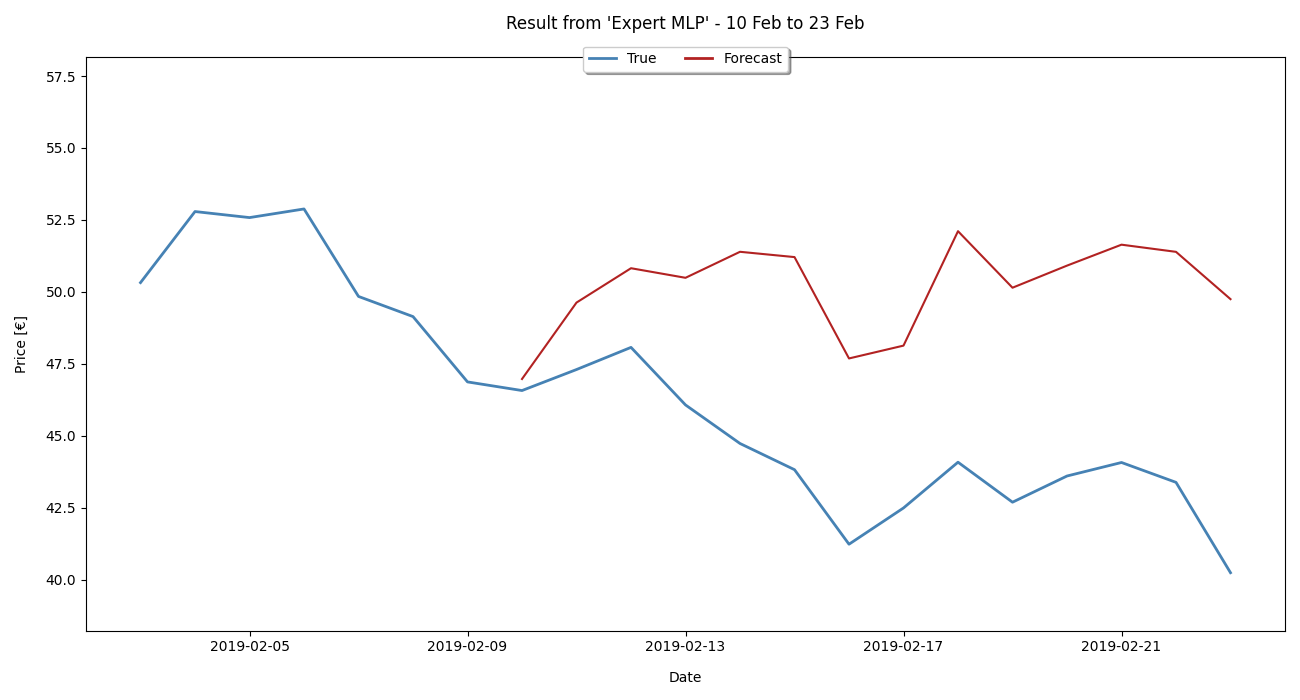 Result from 'Expert MLP' - 10 Feb to 23 Feb
True Forecast
57.5
55.0
52.5
50.0
47.5
45.0
42.5
40.0
Price [€]
2019-02-05 2019-02-09 2019-02-13 2019-02-17 2019-02-21
Date